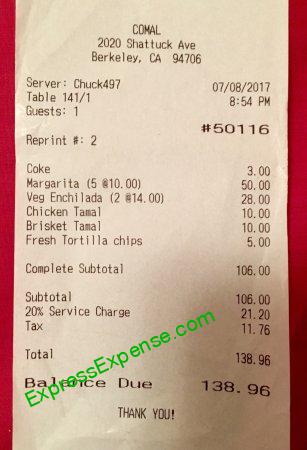 COMAL
2020 Shattuck Ave
Berkeley, CA 94706
Server: Chuck497 07/08/2017
Table 141/1 8:54 PM
Guests: 1
#50116
Reprint #: 2
Coke 3.00
Margarita (5 @10.00) 50.00
Veg Enchilada (2 @14.00) 28.00
Chicken Tamal 10.00
Brisket Tamal 10.00
Fresh Tortilla chips 5.00
Complete Subtotal 106.00
Subtotal 106.00
20% Service Charge 21.20
Tax 11.76
Total 138.96
Balance Due 138.96
THANK YOU!
ExpressExpense.com